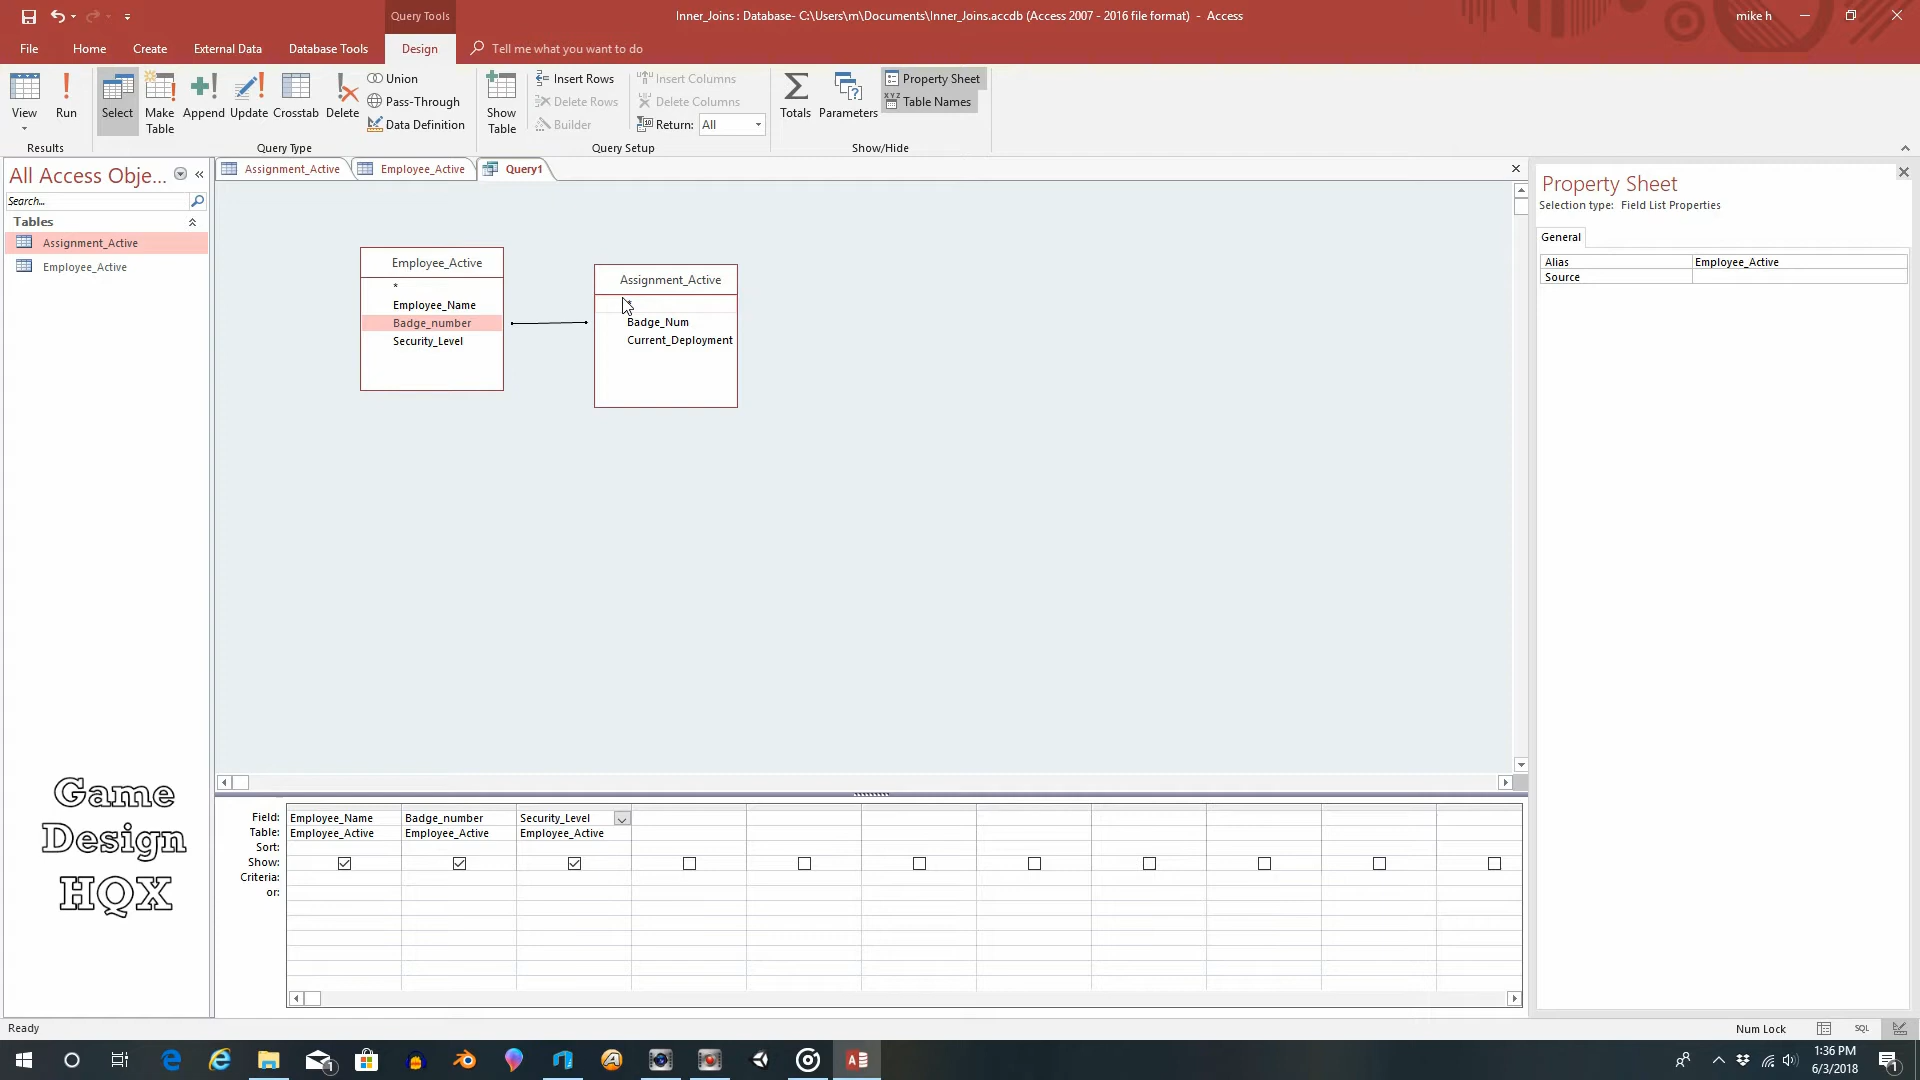 Query Tools
Inner_Joins : Database- C:\Users\m\Documents\Inner_Joins.accdb (Access 2007 - 2016 file format) - Access
mike h
File Home Create External Data Database Tools Design Tell me what you want to do
View
Run
Select
Make
Table
Append
Update
Crosstab
Delete
Union
Pass-Through
Data Definition
Show
Table
Insert Rows
Delete Rows
Builder
Insert Columns
Delete Columns
Return: All
Totals
Parameters
Property Sheet
XYZ Table Names
Results
Query Type
Query Setup
Show/Hide
All Access Obje...
Search...
Tables
Assignment_Active
Employee_Active
Assignment_Active Employee_Active Query1
Employee_Active
*
Employee_Name
Badge_number
Security_Level
Assignment_Active
*
Badge_Num
Current_Deployment
Property Sheet
Selection type: Field List Properties
General
Alias Employee_Active
Source
Field: Employee_Name Badge_number Security_Level
Table: Employee_Active Employee_Active Employee_Active
Sort:
Show:
Criteria:
or:
Game
Design
HQX
Ready
Num Lock
SQL
1
1:36 PM
6/3/2018
1